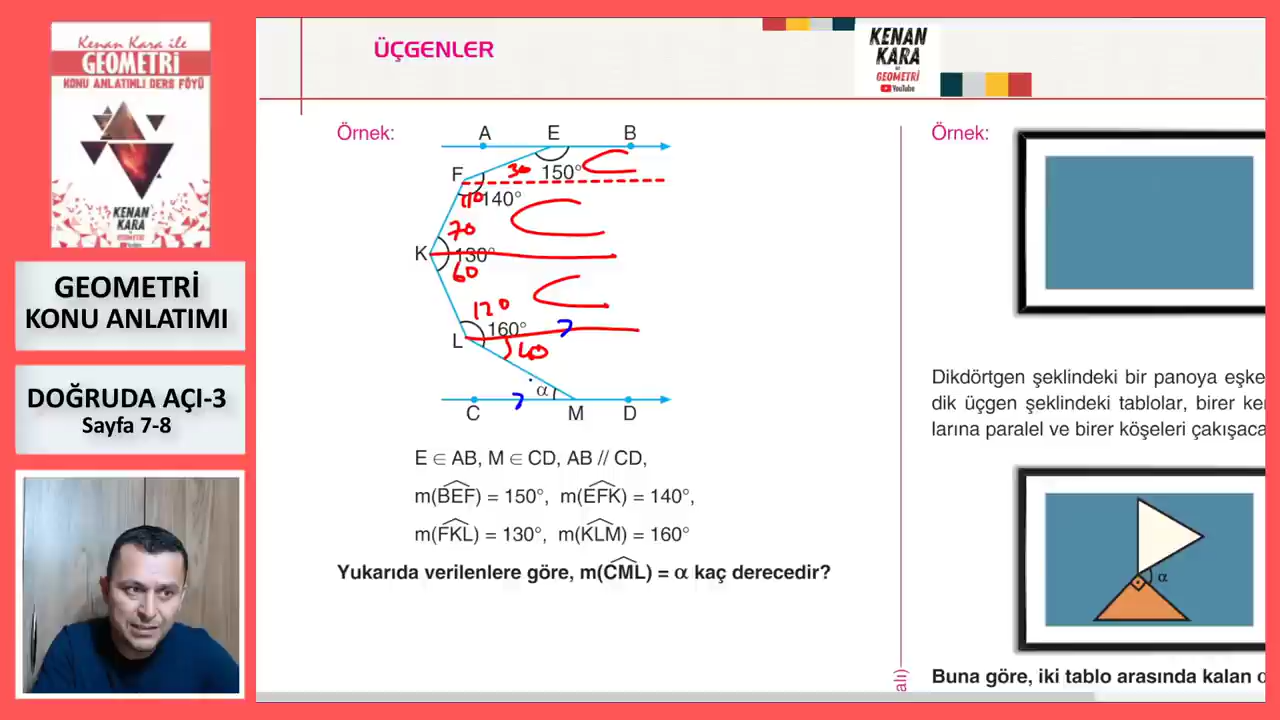 Kenan Kara ile
GEOMETRİ
KONU ANLATIMLI DERS FÖYÜ
KENAN
KARA
GEOMETRİ
KONU ANLATIMI
DOĞRUDA AÇI-3
Sayfa 7-8
ÜÇGENLER
KENAN
KARA
ile
GEOMETRİ
YouTube
Örnek:
A E B
F 30 150°
110 140°
70
K 130°
60
120
L 160°
40
α
C M D
E ∈ AB, M ∈ CD, AB // CD,
m(BEF) = 150°, m(EFK) = 140°,
m(FKL) = 130°, m(KLM) = 160°
Yukarıda verilenlere göre, m(CML) = α kaç derecedir?
Örnek:
Dikdörtgen şeklindeki bir panoya eşke
dik üçgen şeklindeki tablolar, birer ke
larına paralel ve birer köşeleri çakışaca
α
Buna göre, iki tablo arasında kalan
alı)